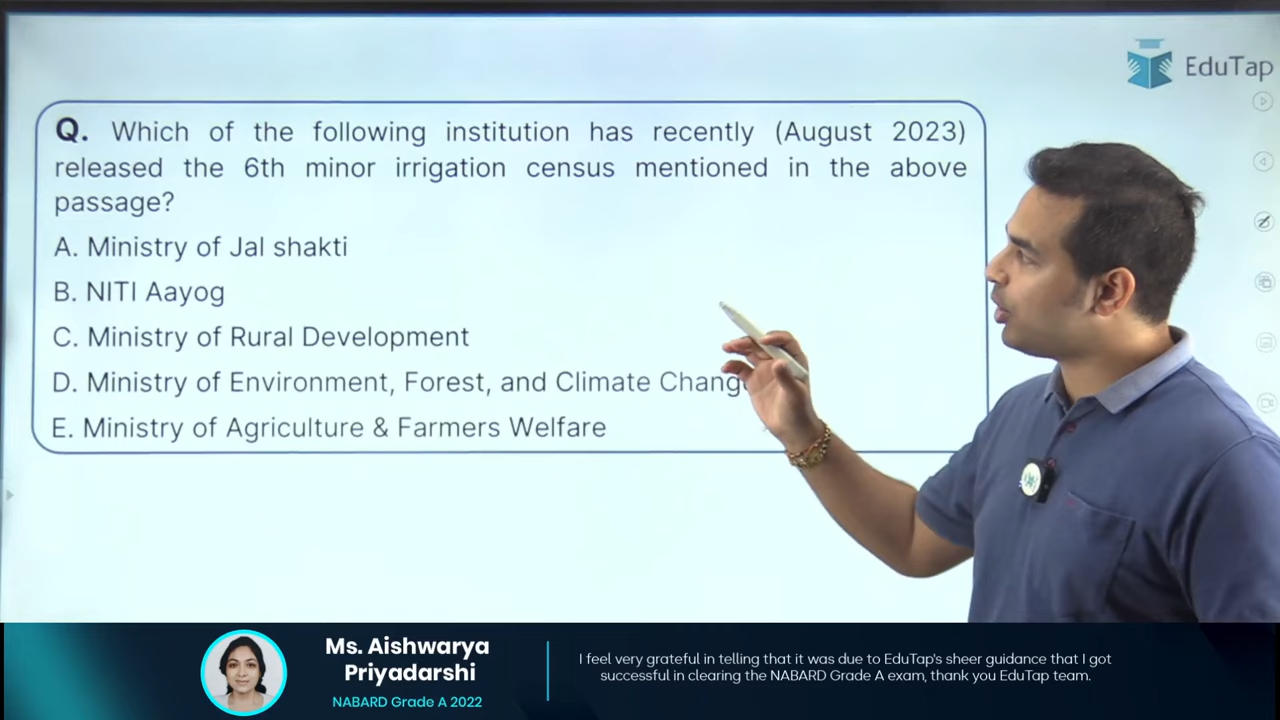 EduTap
Q. Which of the following institution has recently (August 2023)
released the 6th minor irrigation census mentioned in the above
passage?
A. Ministry of Jal shakti
B. NITI Aayog
C. Ministry of Rural Development
D. Ministry of Environment, Forest, and Climate Change
E. Ministry of Agriculture & Farmers Welfare
Ms. Aishwarya
Priyadarshi
NABARD Grade A 2022
I feel very grateful in telling that it was due to EduTap's sheer guidance that I got
successful in clearing the NABARD Grade A exam, thank you EduTap team.